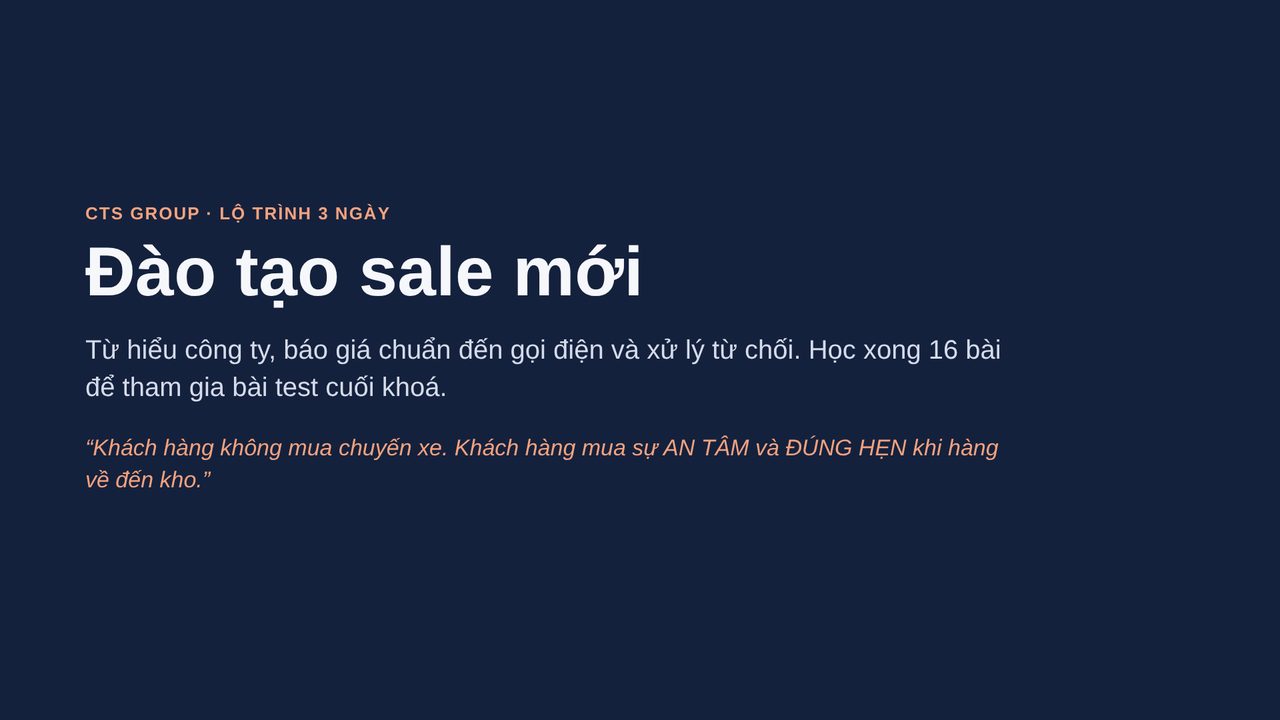 CTS GROUP · LỘ TRÌNH 3 NGÀY
Đào tạo sale mới
Từ hiểu công ty, báo giá chuẩn đến gọi điện và xử lý từ chối. Học xong 16 bài
để tham gia bài test cuối khoá.
“Khách hàng không mua chuyến xe. Khách hàng mua sự AN TÂM và ĐÚNG HẸN khi hàng
về đến kho.”